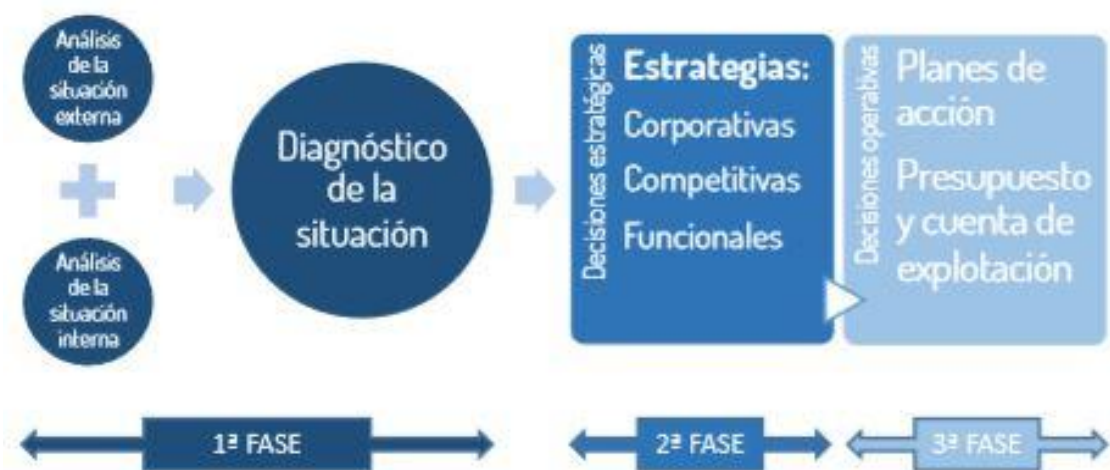 Análisis
de la
situación
externa
Análisis
de la
situación
interna
Diagnóstico
de la
situación
Decisiones estratégicas
Estrategias:
Corporativas
Competitivas
Funcionales
Decisiones operativas
Planes de
acción
Presupuesto
y cuenta de
explotación
1ª FASE
2ª FASE
3ª FASE